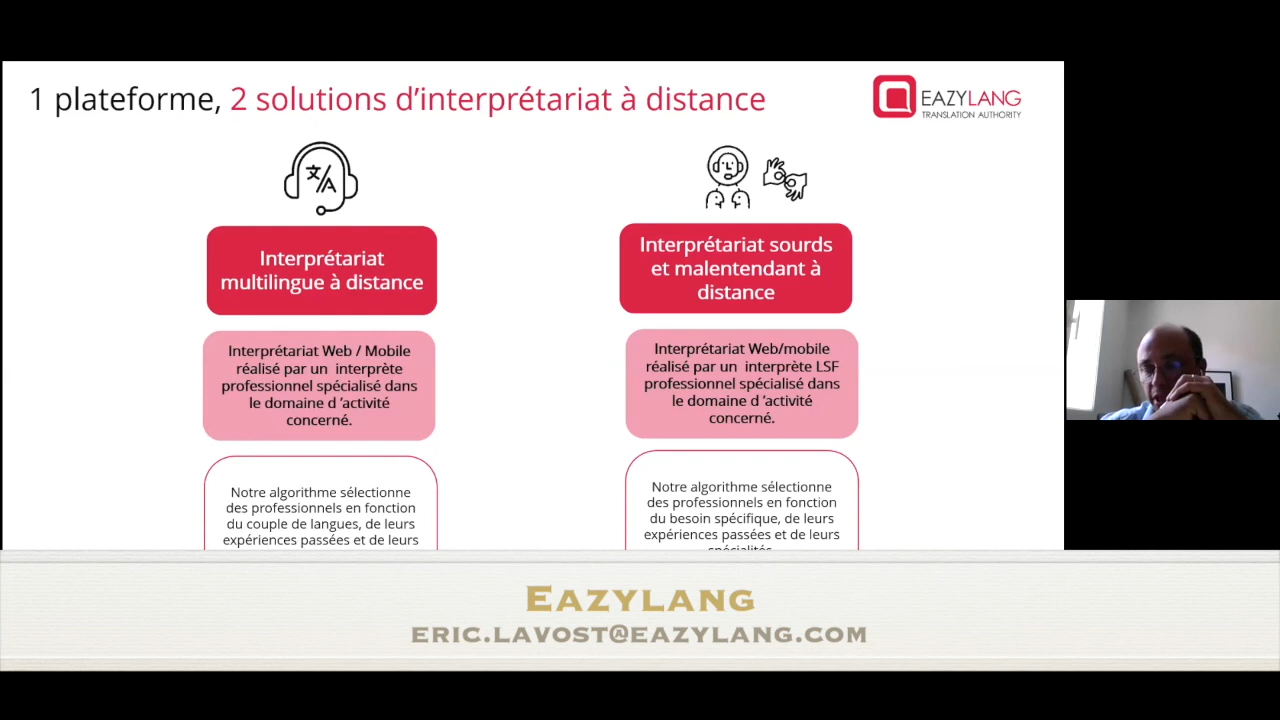 1 plateforme, 2 solutions d’interprétariat à distance
EAZYLANG
TRANSLATION AUTHORITY
文/A
Interprétariat
multilingue à distance
Interprétariat Web / Mobile
réalisé par un interprète
professionnel spécialisé dans
le domaine d ’activité
concerné.
Notre algorithme sélectionne
des professionnels en fonction
du couple de langues, de leurs
expériences passées et de leurs
Interprétariat sourds
et malentendant à
distance
Interprétariat Web/mobile
réalisé par un interprète LSF
professionnel spécialisé dans
le domaine d ’activité
concerné.
Notre algorithme sélectionne
des professionnels en fonction
du besoin spécifique, de leurs
expériences passées et de leurs
spécialités.
EAZYLANG
ERIC.LAVOST@EAZYLANG.COM